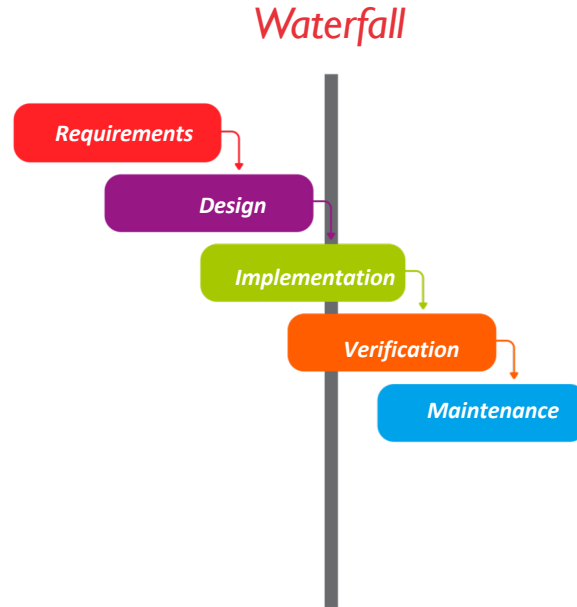 Waterfall
Requirements
Design
Implementation
Verification
Maintenance